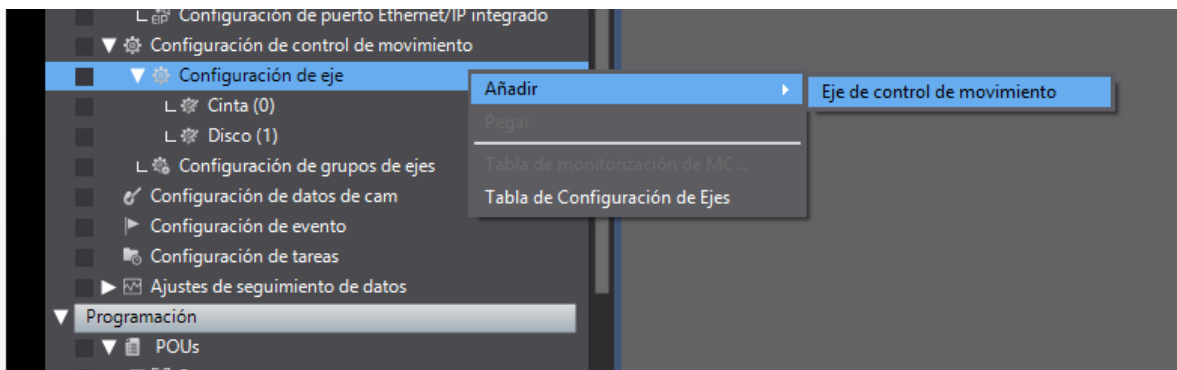 EIP Configuración de puerto Ethernet/IP integrado
Configuración de control de movimiento
Configuración de eje
Añadir
Eje de control de movimiento
Cinta (0)
Pegar
Disco (1)
Configuración de grupos de ejes
Tabla de monitorización de MC...
Configuración de datos de cam
Tabla de Configuración de Ejes
Configuración de evento
Configuración de tareas
Ajustes de seguimiento de datos
Programación
POUs